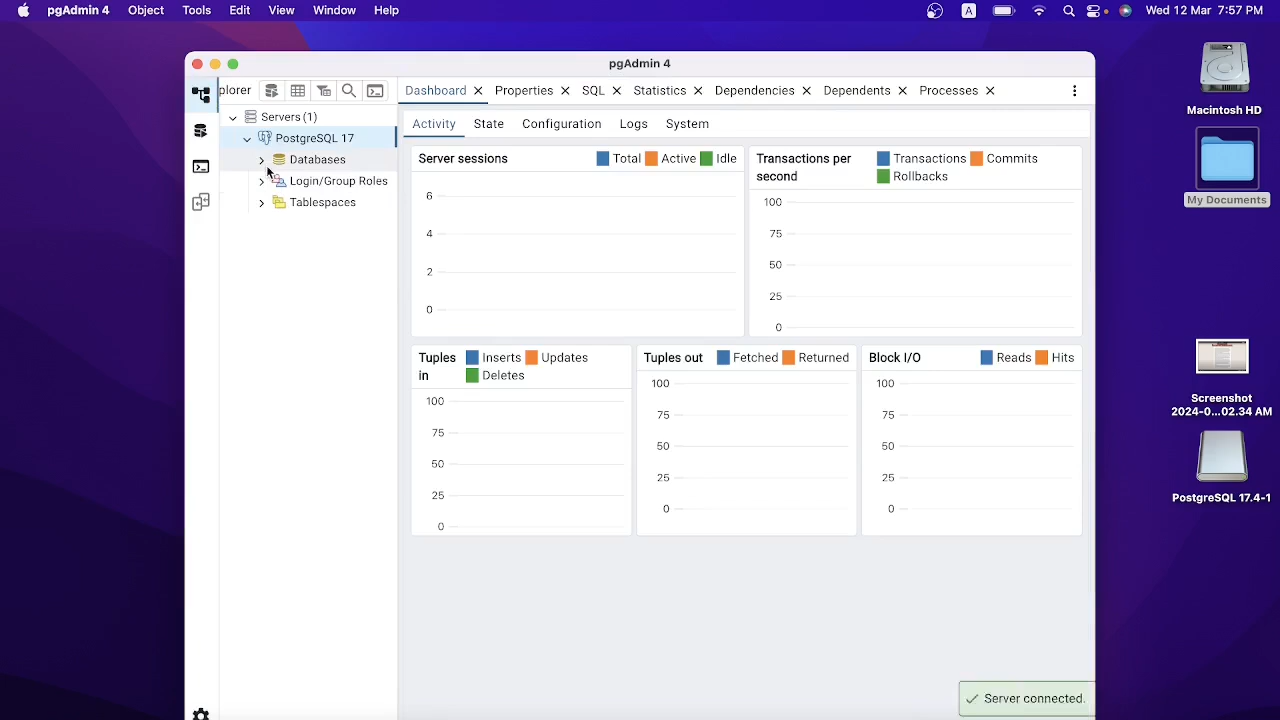 pgAdmin 4 Object Tools Edit View Window Help A Wed 12 Mar 7:57 PM
pgAdmin 4
plorer
Dashboard Properties SQL Statistics Dependencies Dependents Processes
Servers (1)
PostgreSQL 17
Databases
Login/Group Roles
Tablespaces
Activity State Configuration Logs System
Server sessions Total Active Idle
6
4
2
0
Transactions per
second
Transactions Commits
Rollbacks
100
75
50
25
0
Tuples
in
Inserts Updates
Deletes
100
75
50
25
0
Tuples out Fetched Returned
100
75
50
25
0
Block I/O Reads Hits
100
75
50
25
0
Server connected.
Macintosh HD
My Documents
Screenshot
2024-0...02.34 AM
PostgreSQL 17.4-1